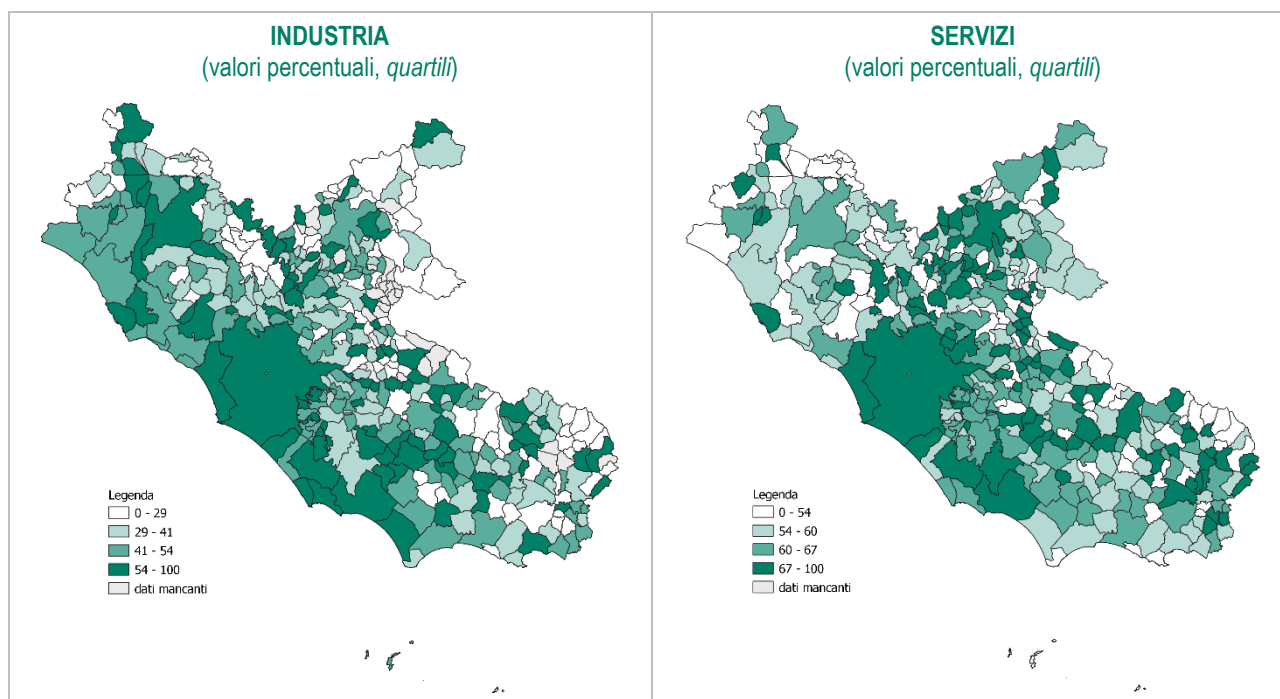 INDUSTRIA
(valori percentuali, quartili)
Legenda
0 - 29
29 - 41
41 - 54
54 - 100
dati mancanti
SERVIZI
(valori percentuali, quartili)
Legenda
0 - 54
54 - 60
60 - 67
67 - 100
dati mancanti